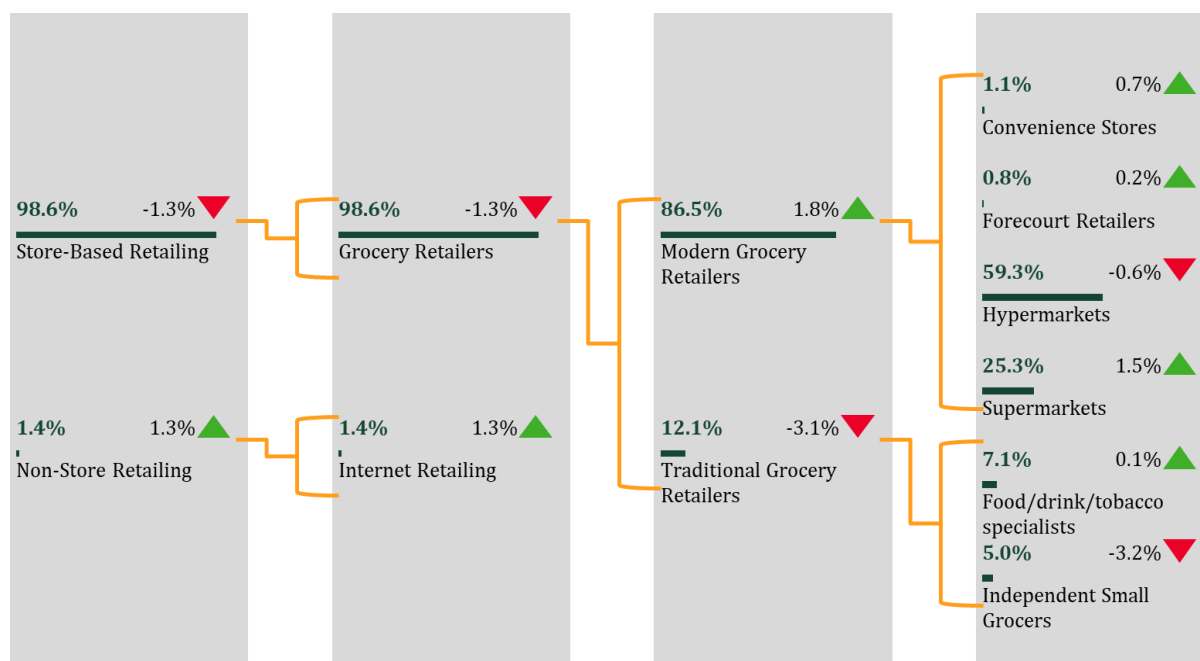 98.6% -1.3%
Store-Based Retailing
1.4% 1.3%
Non-Store Retailing
98.6% -1.3%
Grocery Retailers
1.4% 1.3%
Internet Retailing
86.5% 1.8%
Modern Grocery
Retailers
12.1% -3.1%
Traditional Grocery
Retailers
1.1% 0.7%
Convenience Stores
0.8% 0.2%
Forecourt Retailers
59.3% -0.6%
Hypermarkets
25.3% 1.5%
Supermarkets
7.1% 0.1%
Food/drink/tobacco
specialists
5.0% -3.2%
Independent Small
Grocers